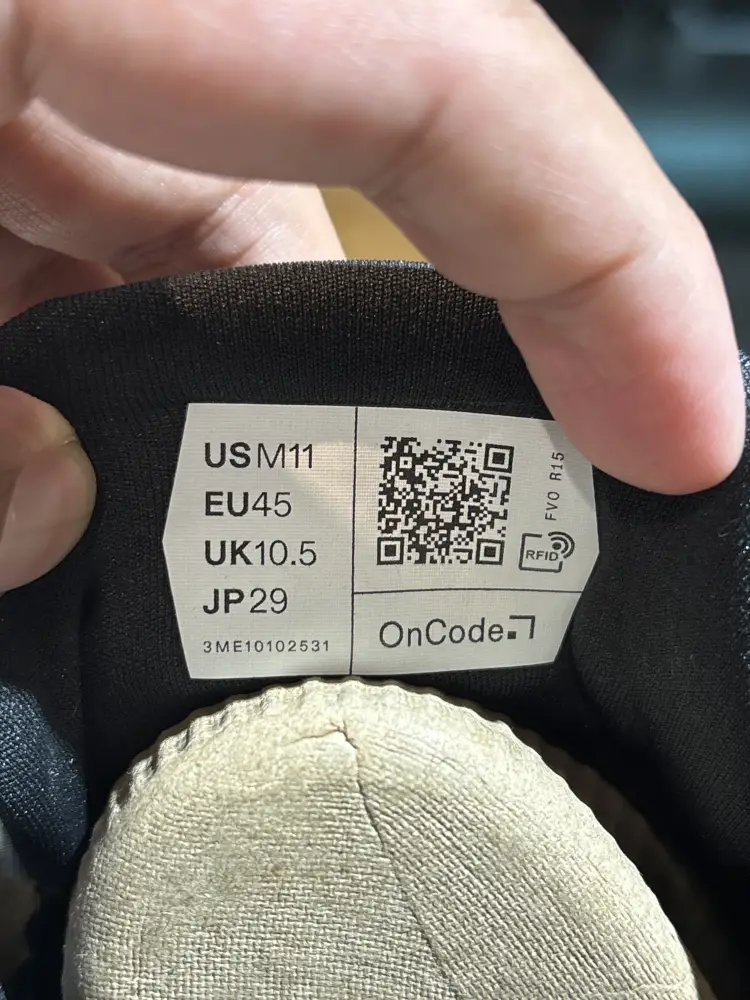 USM11
EU45
UK10.5
JP29
3ME10102531
FVO R15
RFID
OnCode